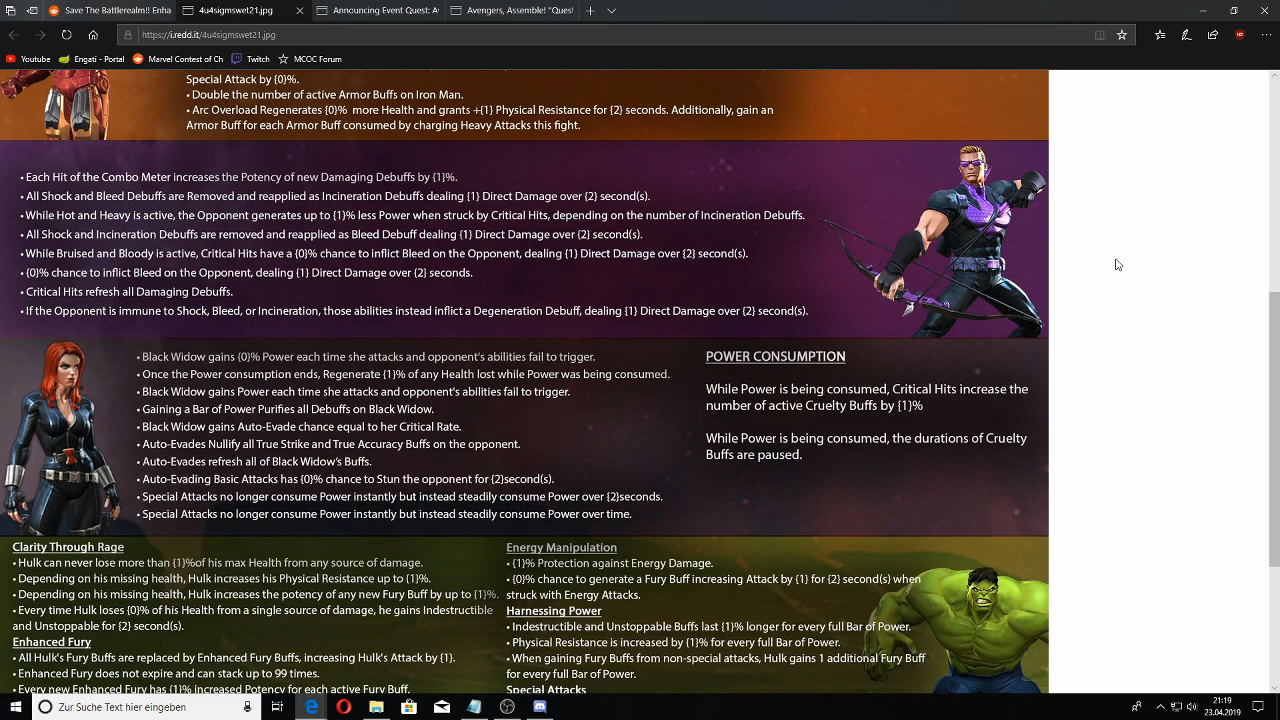 Save The Battlerealm!! Enha
4u4sigmswet21.jpg
Announcing Event Quest: Av
Avengers, Assemble! "Quest
https://i.redd.it/4u4sigmswet21.jpg
Youtube
Engati - Portal
Marvel Contest of Ch
Twitch
MCOC Forum
Special Attack by {0}%.
• Double the number of active Armor Buffs on Iron Man.
• Arc Overload Regenerates {0}% more Health and grants +{1} Physical Resistance for {2} seconds. Additionally, gain an
Armor Buff for each Armor Buff consumed by charging Heavy Attacks this fight.
• Each Hit of the Combo Meter increases the Potency of new Damaging Debuffs by {1}%.
• All Shock and Bleed Debuffs are Removed and reapplied as Incineration Debuffs dealing {1} Direct Damage over {2} second(s).
• While Hot and Heavy is active, the Opponent generates up to {1}% less Power when struck by Critical Hits, depending on the number of Incineration Debuffs.
• All Shock and Incineration Debuffs are removed and reapplied as Bleed Debuff dealing {1} Direct Damage over {2} second(s).
• While Bruised and Bloody is active, Critical Hits have a {0}% chance to inflict Bleed on the Opponent, dealing {1} Direct Damage over {2} second(s).
• {0}% chance to inflict Bleed on the Opponent, dealing {1} Direct Damage over {2} seconds.
• Critical Hits refresh all Damaging Debuffs.
• If the Opponent is immune to Shock, Bleed, or Incineration, those abilities instead inflict a Degeneration Debuff, dealing {1} Direct Damage over {2} second(s).
• Black Widow gains {0}% Power each time she attacks and opponent's abilities fail to trigger.
• Once the Power consumption ends, Regenerate {1}% of any Health lost while Power was being consumed.
• Black Widow gains Power each time she attacks and opponent's abilities fail to trigger.
• Gaining a Bar of Power Purifies all Debuffs on Black Widow.
• Black Widow gains Auto-Evade chance equal to her Critical Rate.
• Auto-Evades Nullify all True Strike and True Accuracy Buffs on the opponent.
• Auto-Evades refresh all of Black Widow's Buffs.
• Auto-Evading Basic Attacks has {0}% chance to Stun the opponent for {2}second(s).
• Special Attacks no longer consume Power instantly but instead steadily consume Power over {2}seconds.
• Special Attacks no longer consume Power instantly but instead steadily consume Power over time.
POWER CONSUMPTION
While Power is being consumed, Critical Hits increase the
number of active Cruelty Buffs by {1}%
While Power is being consumed, the durations of Cruelty
Buffs are paused.
Clarity Through Rage
• Hulk can never lose more than {1}%of his max Health from any source of damage.
• Depending on his missing health, Hulk increases his Physical Resistance up to {1}%.
• Depending on his missing health, Hulk increases the potency of any new Fury Buff by up to {1}%.
• Every time Hulk loses {0}% of his Health from a single source of damage, he gains Indestructible
and Unstoppable for {2} second(s).
Enhanced Fury
• All Hulk's Fury Buffs are replaced by Enhanced Fury Buffs, increasing Hulk's Attack by {1}.
• Enhanced Fury does not expire and can stack up to 99 times.
• Every new Enhanced Fury has {1}% increased Potency for each active Fury Buff.
Energy Manipulation
• {1}% Protection against Energy Damage.
• {0}% chance to generate a Fury Buff increasing Attack by {1} for {2} second(s) when
struck with Energy Attacks.
Harnessing Power
• Indestructible and Unstoppable Buffs last {1}% longer for every full Bar of Power.
• Physical Resistance is increased by {1}% for every full Bar of Power.
• When gaining Fury Buffs from non-special attacks, Hulk gains 1 additional Fury Buff
for every full Bar of Power.
Special Attacks
Zur Suche Text hier eingeben
21:19
23.04.2019